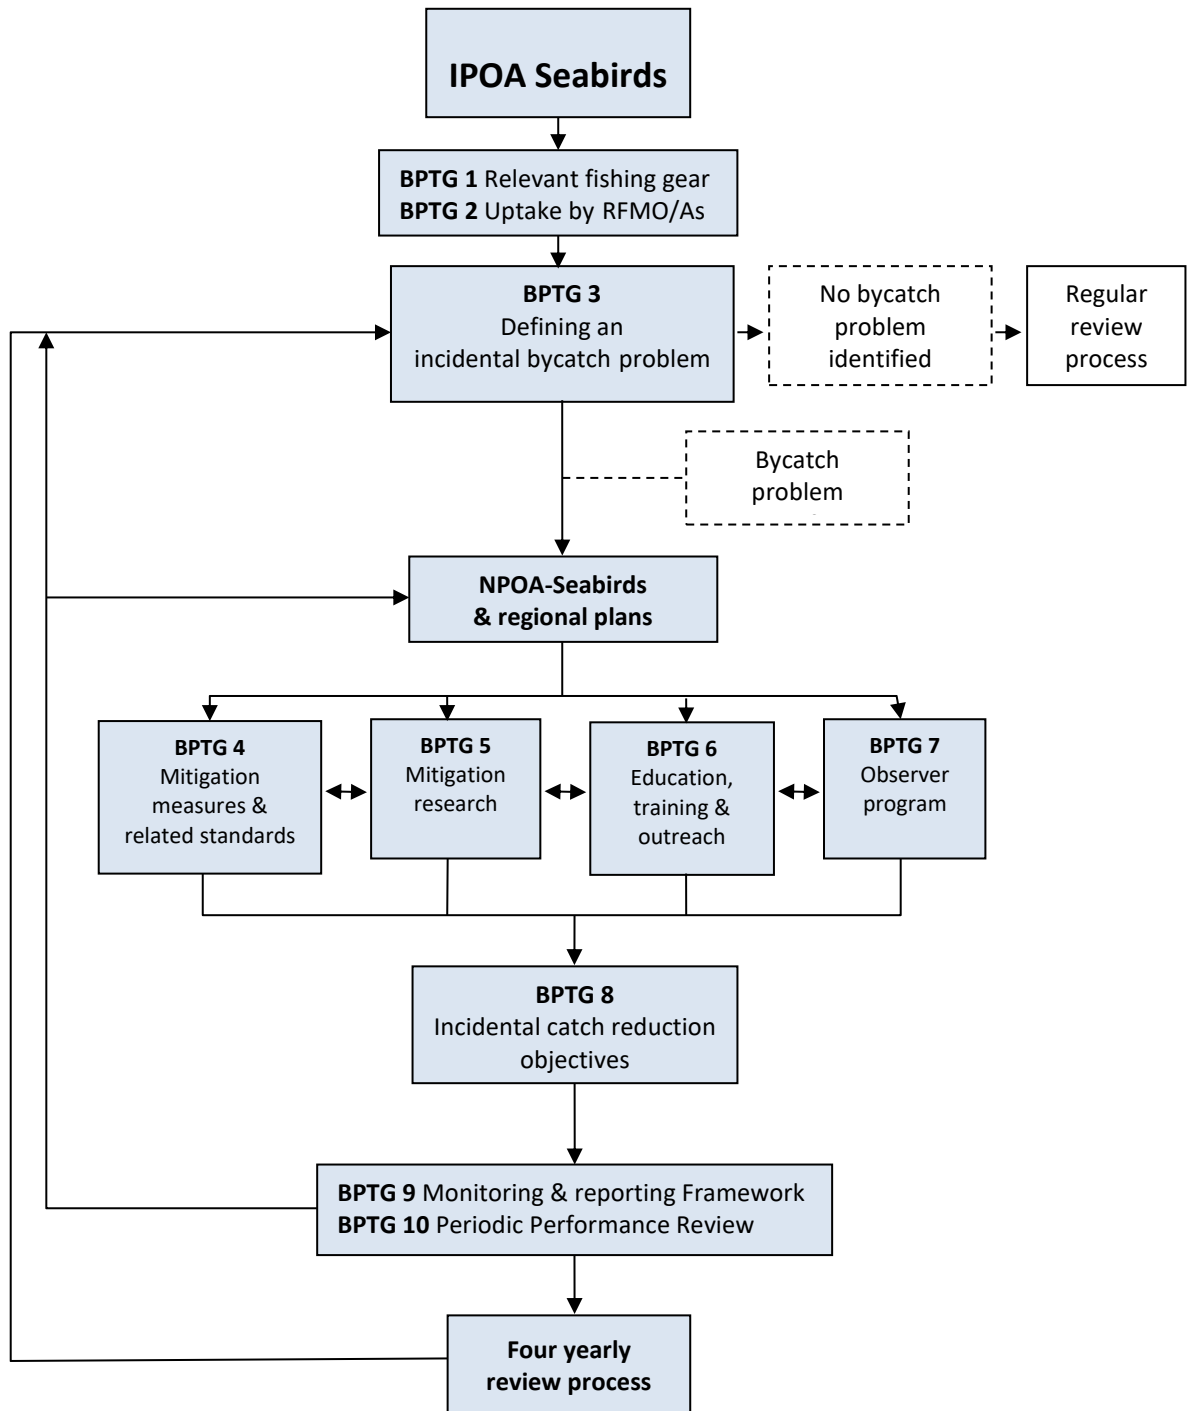 IPOA Seabirds
BPTG 1 Relevant fishing gear
BPTG 2 Uptake by RFMO/As
BPTG 3
Defining an
incidental bycatch problem
No bycatch
problem
identified
Regular
review
process
Bycatch
problem
NPOA-Seabirds
& regional plans
BPTG 4
Mitigation
measures &
related standards
BPTG 5
Mitigation
research
BPTG 6
Education,
training &
outreach
BPTG 7
Observer
program
BPTG 8
Incidental catch reduction
objectives
BPTG 9 Monitoring & reporting Framework
BPTG 10 Periodic Performance Review
Four yearly
review process